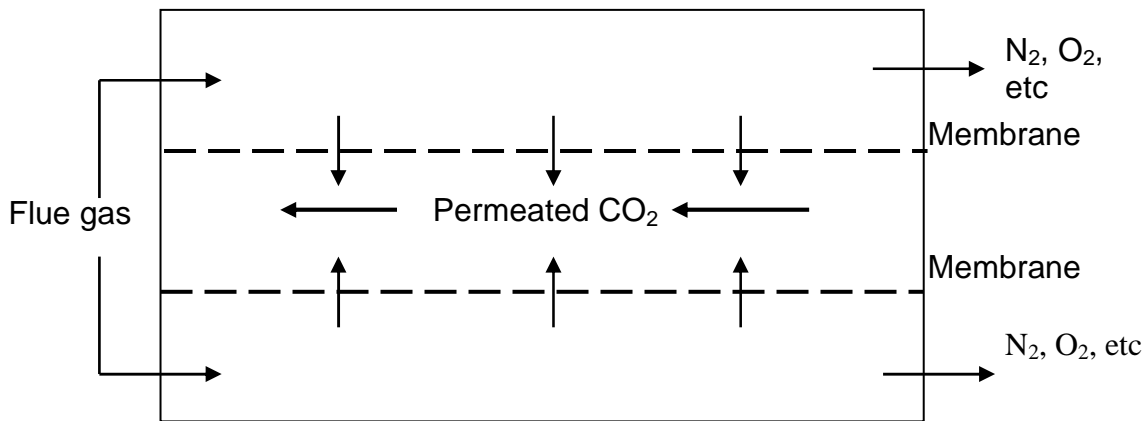 N₂, O₂,
etc
Membrane
Flue gas
Permeated CO₂
Membrane
N₂, O₂, etc